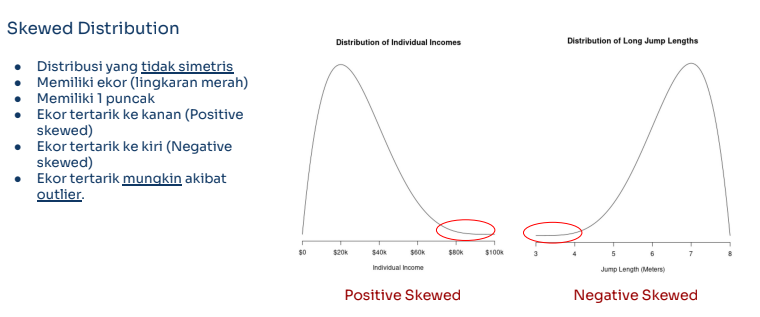 Skewed Distribution
● Distribusi yang tidak simetris
● Memiliki ekor (lingkaran merah)
● Memiliki 1 puncak
● Ekor tertarik ke kanan (Positive
skewed)
● Ekor tertarik ke kiri (Negative
skewed)
● Ekor tertarik mungkin akibat
outlier.
Distribution of Individual Incomes
$0 $20k $40k $60k $80k $100k
Individual Income
Positive Skewed
Distribution of Long Jump Lengths
3 4 5 6 7 8
Jump Length (Meters)
Negative Skewed